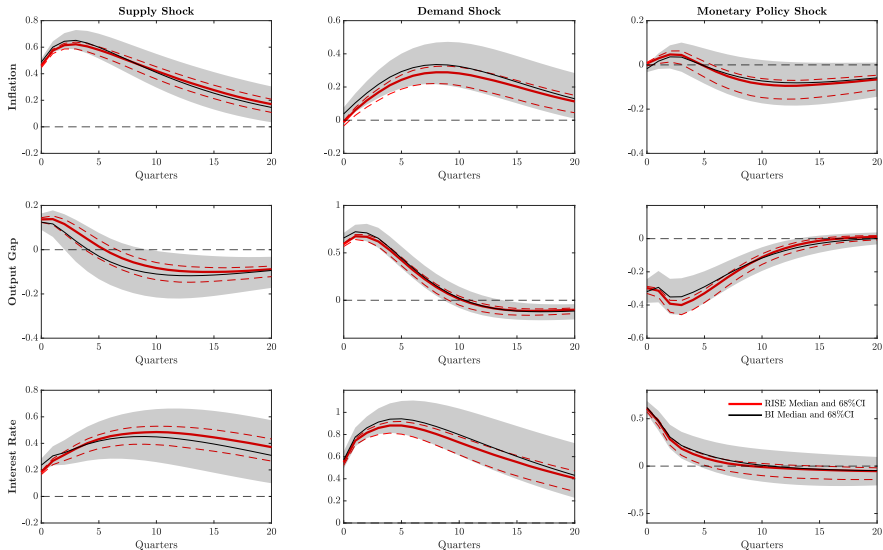 Supply Shock
Inflation
0.8
0.6
0.4
0.2
0
-0.2
0 5 10 15 20
Quarters
Demand Shock
0.6
0.4
0.2
0
-0.2
0 5 10 15 20
Quarters
Monetary Policy Shock
0.2
0
-0.2
-0.4
0 5 10 15 20
Quarters
Output Gap
0.2
0
-0.2
-0.4
0 5 10 15 20
Quarters
1
0.5
0
0 5 10 15 20
Quarters
0
-0.2
-0.4
-0.6
0 5 10 15 20
Quarters
Interest Rate
0.8
0.6
0.4
0.2
0
-0.2
0 5 10 15 20
Quarters
1
0.8
0.6
0.4
0.2
0
0 5 10 15 20
Quarters
RISE Median and 68%CI
BI Median and 68%CI
0.5
0
-0.5
0 5 10 15 20
Quarters